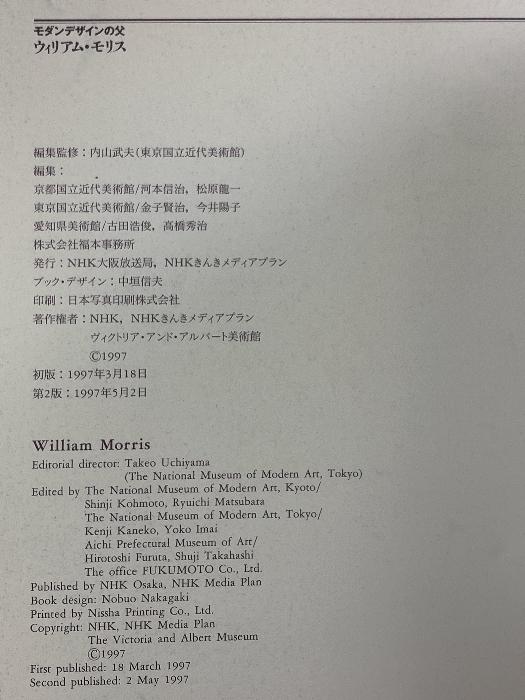 モダンデザインの父
ウィリアム・モリス
編集監修：内山武夫（東京国立近代美術館）
編集：
京都国立近代美術館/河本信治，松原龍一
東京国立近代美術館/金子賢治，今井陽子
愛知県美術館/古田浩俊，高橋秀治
株式会社福本事務所
発行：NHK大阪放送局，NHKきんきメディアプラン
ブック・デザイン：中垣信夫
印刷：日本写真印刷株式会社
著作権者：NHK，NHKきんきメディアプラン
ヴィクトリア・アンド・アルバート美術館
©1997
初版：1997年3月18日
第2版：1997年5月2日
William Morris
Editorial director: Takeo Uchiyama
(The National Museum of Modern Art, Tokyo)
Edited by The National Museum of Modern Art, Kyoto/
Shinji Kohmoto, Ryuichi Matsubara
The National Museum of Modern Art, Tokyo/
Kenji Kaneko, Yoko Imai
Aichi Prefectural Museum of Art/
Hirotoshi Furuta, Shuji Takahashi
The office FUKUMOTO Co., Ltd.
Published by NHK Osaka, NHK Media Plan
Book design: Nobuo Nakagaki
Printed by Nissha Printing Co., Ltd.
Copyright: NHK, NHK Media Plan
The Victoria and Albert Museum
©1997
First published: 18 March 1997
Second published: 2 May 1997